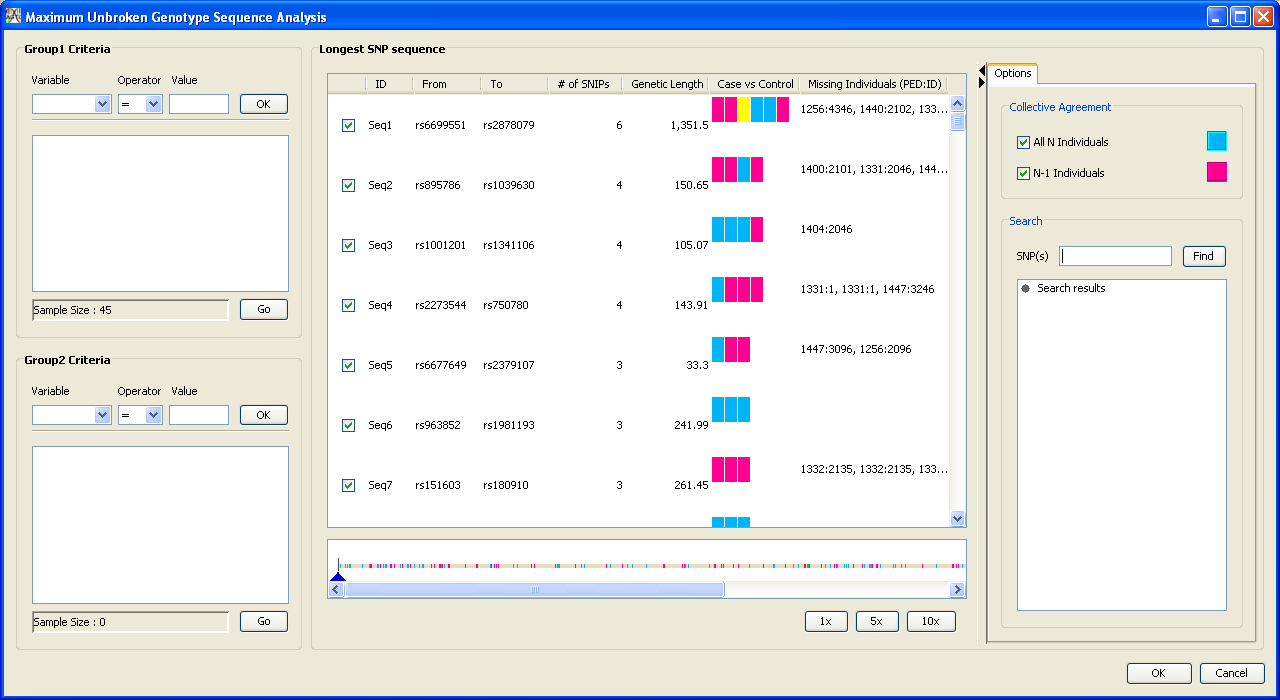 Maximum Unbroken Genotype Sequence Analysis
Group1 Criteria
Variable Operator Value
= OK
Sample Size : 45 Go
Group2 Criteria
Variable Operator Value
= OK
Sample Size : 0 Go
Longest SNP sequence
ID From To # of SNIPs Genetic Length Case vs Control Missing Individuals (PED:ID)
Seq1 rs6699551 rs2878079 6 1,351.5 1256:4346, 1440:2102, 133...
Seq2 rs895786 rs1039630 4 150.65 1400:2101, 1331:2046, 144...
Seq3 rs1001201 rs1341106 4 105.07 1404:2046
Seq4 rs2273544 rs750780 4 143.91 1331:1, 1331:1, 1447:3246
Seq5 rs6677649 rs2379107 3 33.3 1447:3096, 1256:2096
Seq6 rs963852 rs1981193 3 241.99
Seq7 rs151603 rs180910 3 261.45 1332:2135, 1332:2135, 133...
1x 5x 10x
Options
Collective Agreement
All N Individuals
N-1 Individuals
Search
SNP(s) Find
Search results
OK Cancel